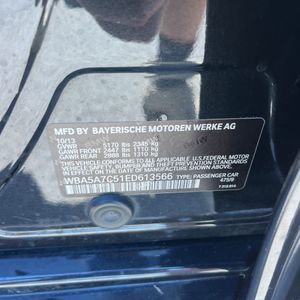 MFD BY BAYERISCHE MOTOREN WERKE AG
10/13
GVWR 5170 lbs 2345 kg
GAWR FRONT 2447 lbs 1110 kg
GAWR REAR 2888 lbs 1310 kg
THIS VEHICLE CONFORMS TO ALL APPLICABLE
FEDERAL MOTOR VEHICLE SAFETY, BUMPER, AND
THEFT PREVENTION STANDARDS IN EFFECT ON
THE DATE OF MANUFACTURE SHOWN ABOVE.
WBA5A7C51ED613566 TYPE: PASSENGER CAR
475/9